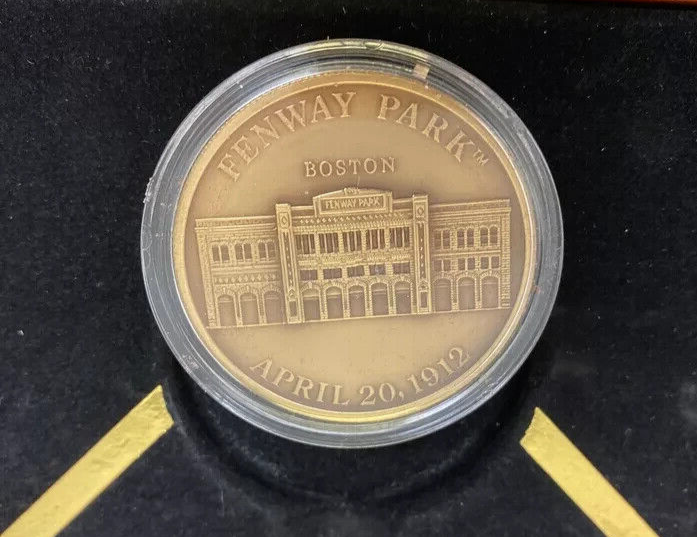 FENWAY PARK™
BOSTON
FENWAY PARK
APRIL 20, 1912